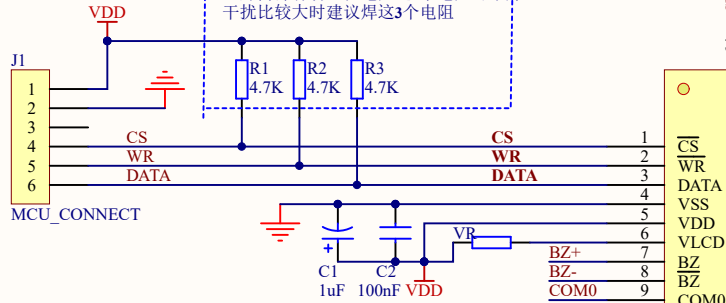 VDD
干扰比较大时建议焊这3个电阻
J1
R1
4.7K
R2
4.7K
R3
4.7K
1
2
3
4
5
6
CS
WR
DATA
CS
WR
DATA
MCU_CONNECT
1
2
3
4
5
6
7
8
9
CS
WR
DATA
VSS
VDD
VLCD
BZ
BZ
COM0
VR
BZ+
BZ-
COM0
C1
1uF
C2
100nF
VDD